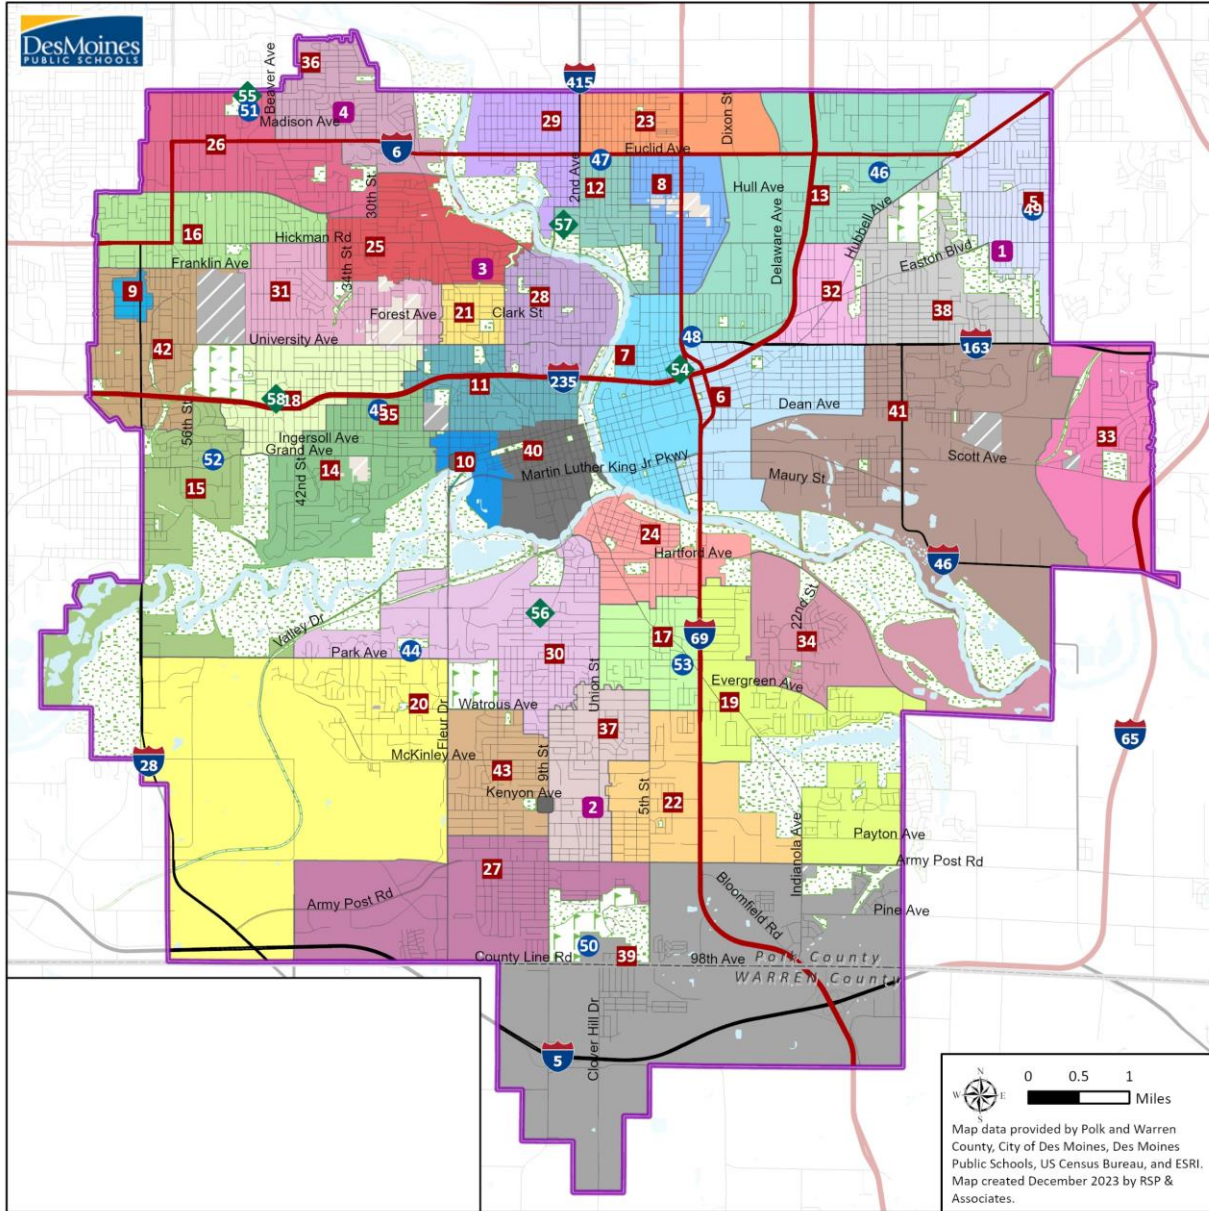 DesMoines
PUBLIC SCHOOLS
36
415
55
51
Beaver Ave
4
Madison Ave
29
23
Dixon St
26
6
Euclid Ave
47
2nd Ave
12
8
Hull Ave
46
13
Delaware Ave
Hubbell Ave
5
49
30th St
57
16
Hickman Rd
25
34th St
Franklin Ave
3
Easton Blvd
1
9
31
28
32
Forest Ave
21
Clark St
38
University Ave
42
7
48
163
11
235
54
58
18
6
Dean Ave
41
56th St
45
35
Ingersoll Ave
Grand Ave
33
52
10
40
Scott Ave
14
42nd St
Martin Luther King Jr Pkwy
Maury St
15
24
Hartford Ave
46
22nd St
56
Valley Dr
17
69
34
Park Ave
44
30
53
Union St
Evergreen Ave
20
Fleur Dr
Watrous Ave
19
37
65
McKinley Ave
28
43
9th St
Kenyon Ave
2
5th St
22
Indianola Ave
Payton Ave
Army Post Rd
27
Bloomfield Rd
Army Post Rd
Pine Ave
50
39
County Line Rd
98th Ave
Polk County
WARREN County
Clover Hill Dr
5
N
W E
S
0 0.5 1
Miles
Map data provided by Polk and Warren
County, City of Des Moines, Des Moines
Public Schools, US Census Bureau, and ESRI.
Map created December 2023 by RSP &
Associates.